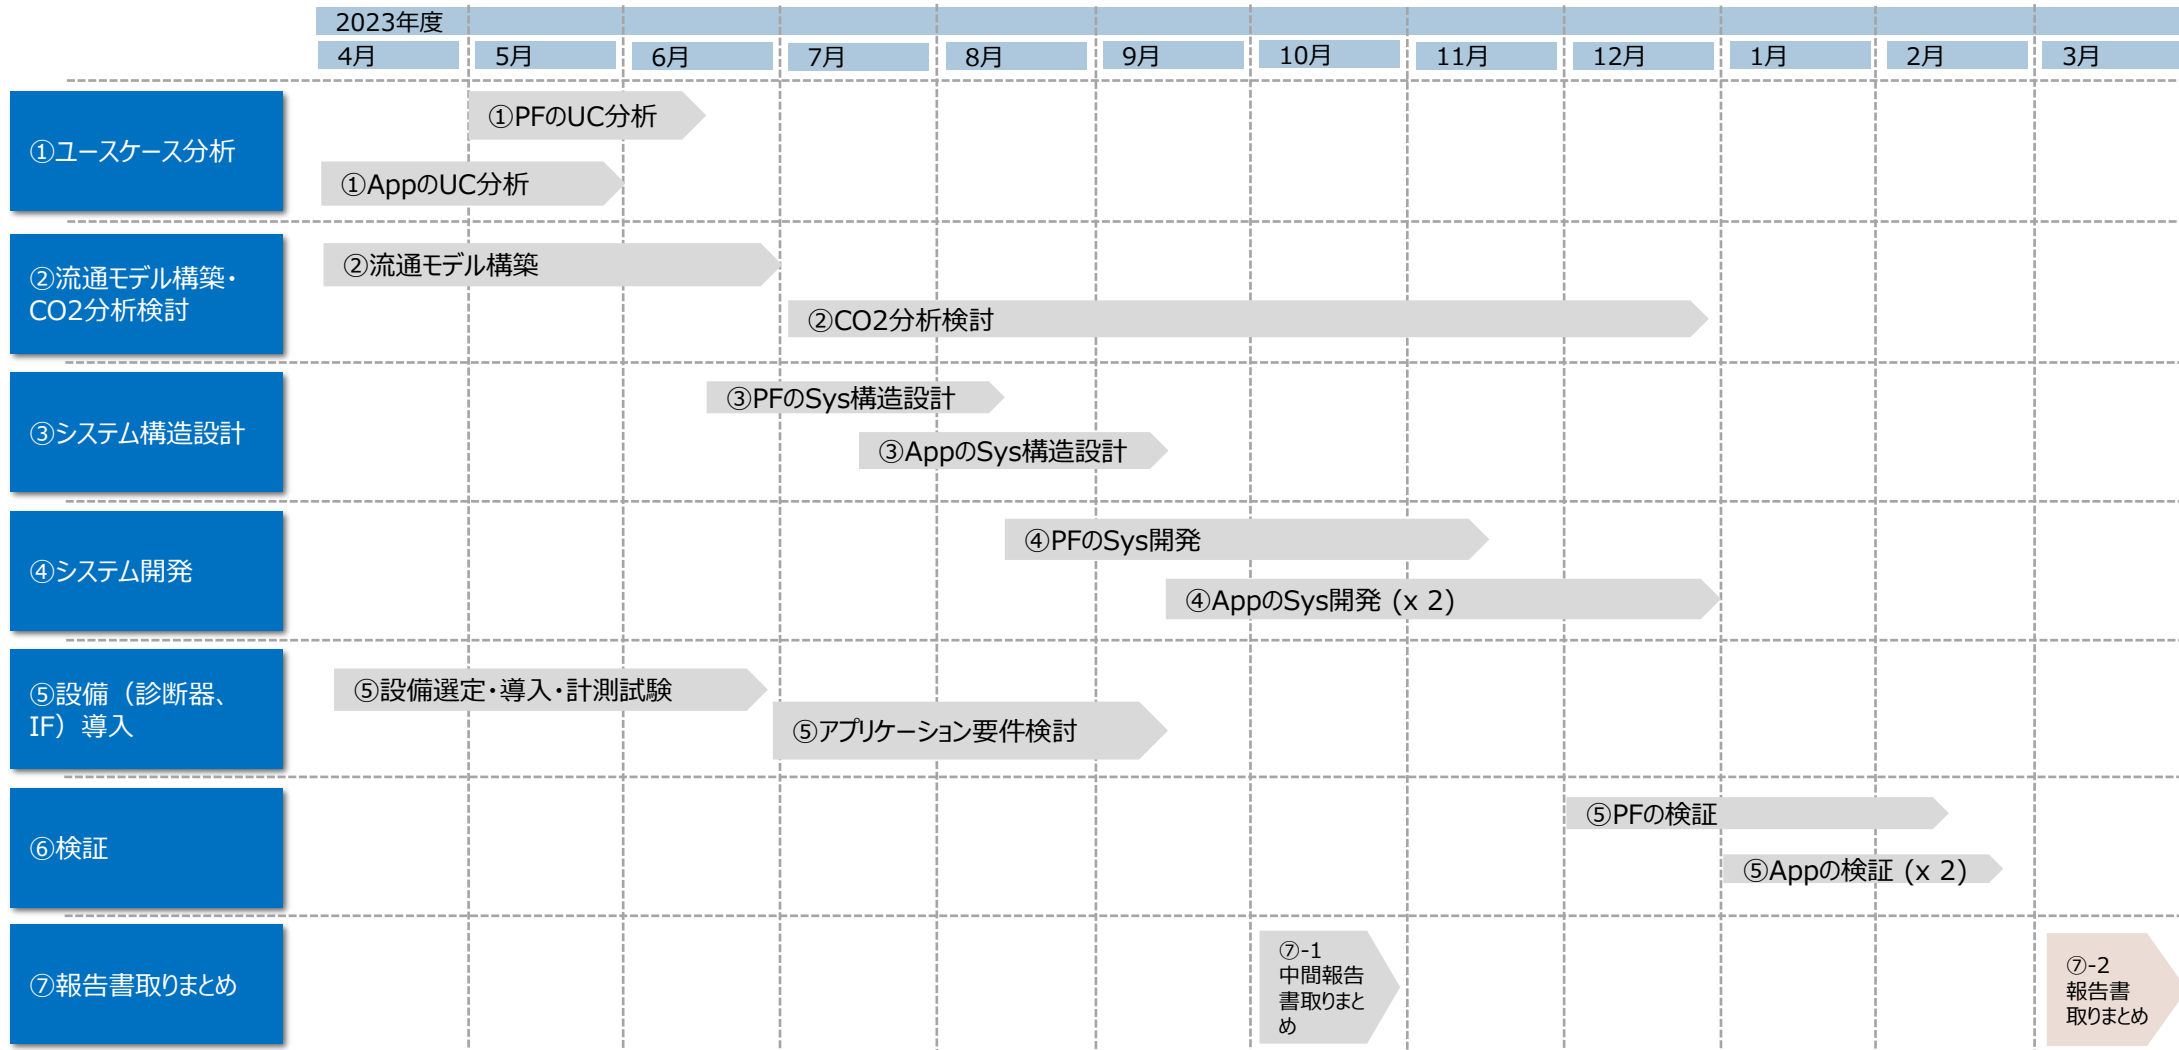 2023年度
4月
5月
6月
7月
8月
9月
10月
11月
12月
1月
2月
3月
①ユースケース分析
①PFのUC分析
①AppのUC分析
②流通モデル構築・
CO2分析検討
②流通モデル構築
②CO2分析検討
③システム構造設計
③PFのSys構造設計
③AppのSys構造設計
④システム開発
④PFのSys開発
④AppのSys開発 (x 2)
⑤設備（診断器、
IF）導入
⑤設備選定・導入・計測試験
⑤アプリケーション要件検討
⑥検証
⑤PFの検証
⑤Appの検証 (x 2)
⑦報告書取りまとめ
⑦-1
中間報告
書取りまと
め
⑦-2
報告書
取りまとめ